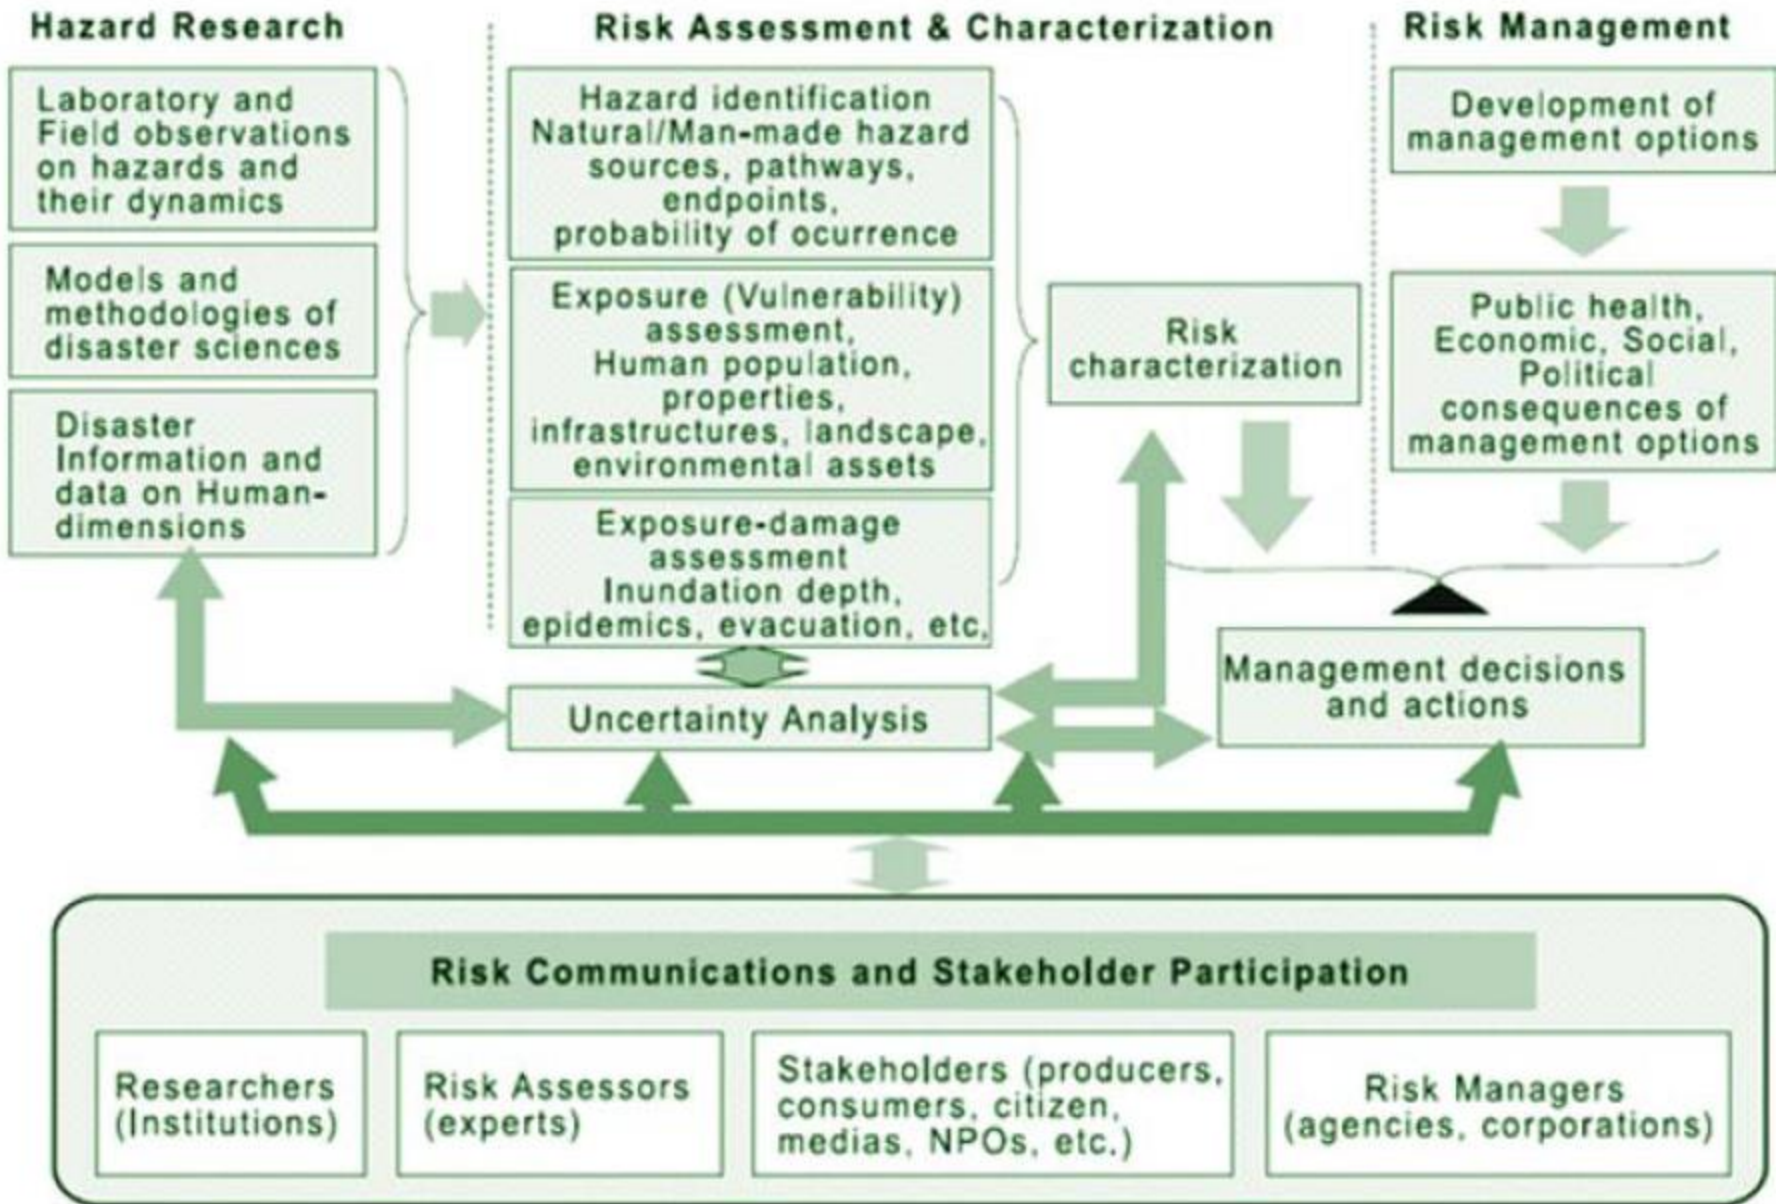 Hazard Research
Risk Assessment & Characterization
Risk Management
Laboratory and
Field observations
on hazards and
their dynamics
Models and
methodologies of
disaster sciences
Disaster
Information and
data on Human-
dimensions
Hazard identification
Natural/Man-made hazard
sources, pathways,
endpoints,
probability of ocurrence
Exposure (Vulnerability)
assessment,
Human population,
properties,
infrastructures, landscape,
environmental assets
Exposure-damage
assessment
Inundation depth,
epidemics, evacuation, etc,
Uncertainty Analysis
Risk
characterization
Development of
management options
Public health,
Economic, Social,
Political
consequences of
management options
Management decisions
and actions
Risk Communications and Stakeholder Participation
Researchers
(Institutions)
Risk Assessors
(experts)
Stakeholders (producers,
consumers, citizen,
medias, NPOs, etc.)
Risk Managers
(agencies, corporations)